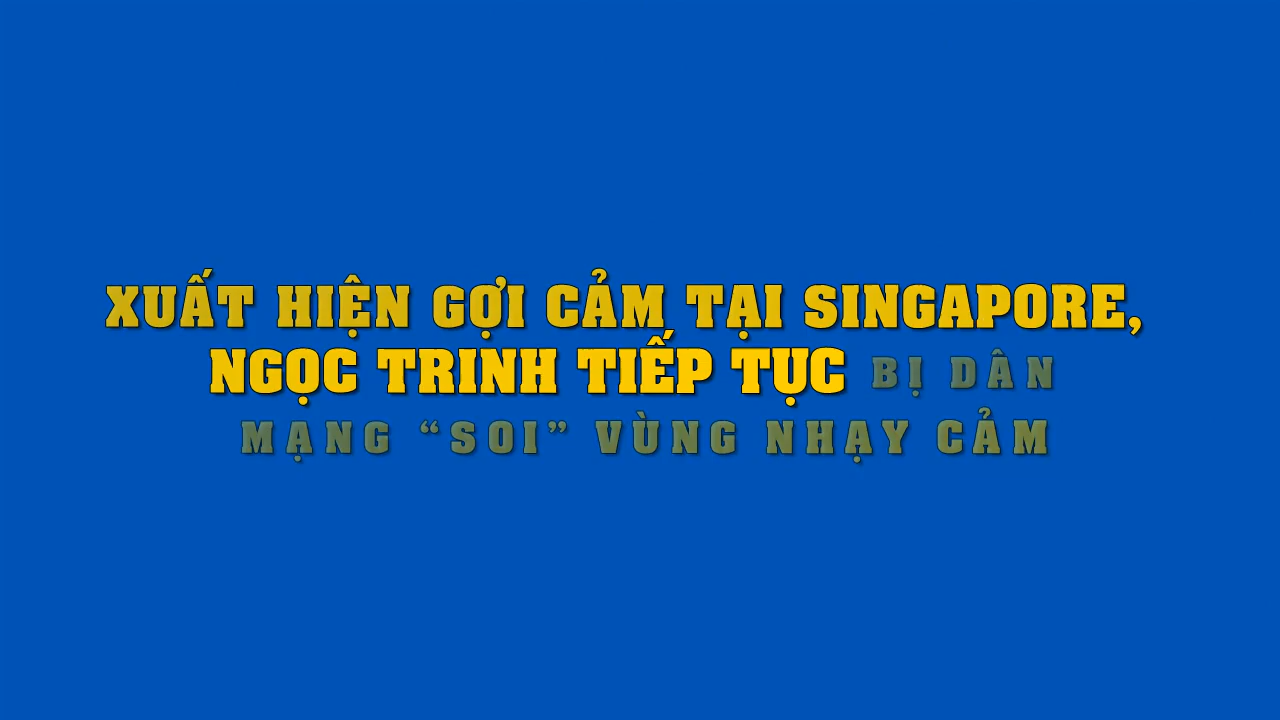 XUẤT HIỆN GỢI CẢM TẠI SINGAPORE,
NGỌC TRINH TIẾP TỤC BỊ DÂN
MẠNG “SOI” VÙNG NHẠY CẢM